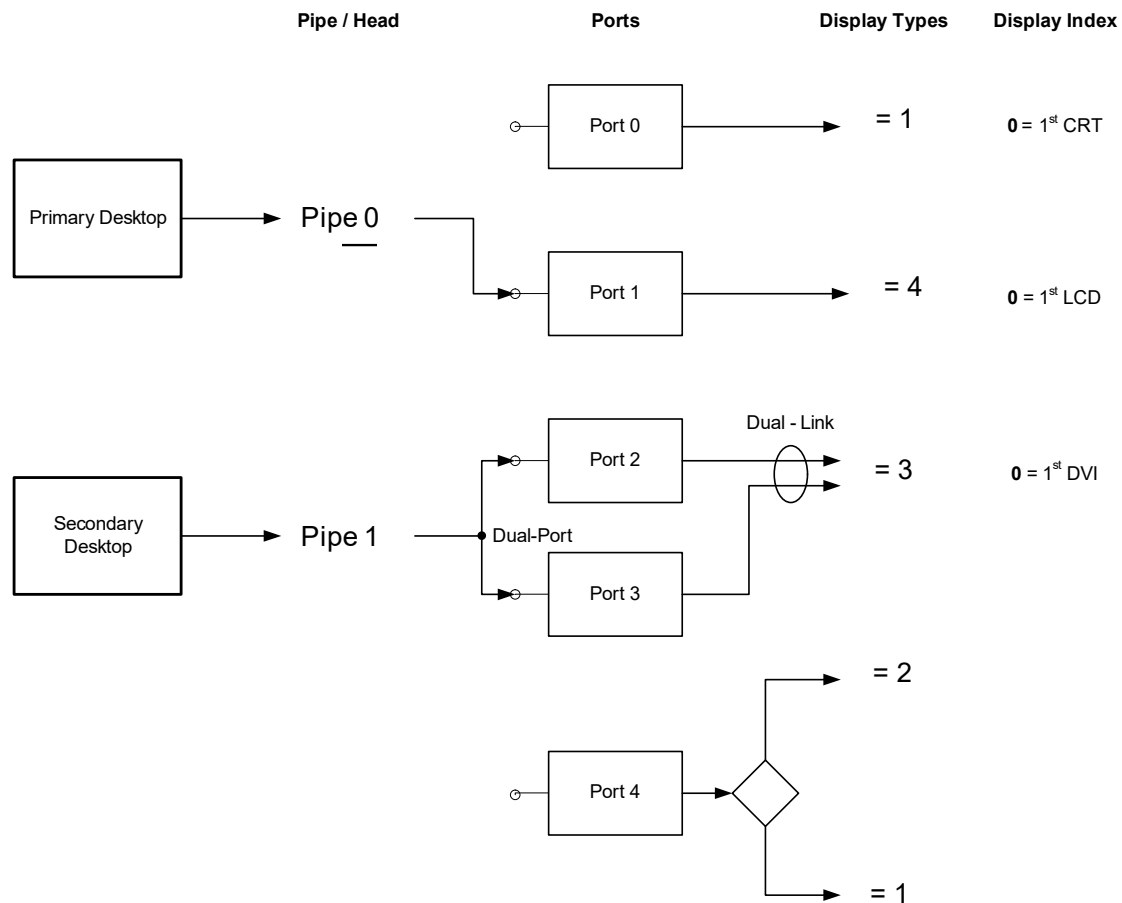 Pipe / Head
Ports
Display Types
Display Index
Port 0
= 1
0 = 1st CRT
Primary Desktop
Pipe 0
Port 1
= 4
0 = 1st LCD
Dual - Link
Port 2
= 3
0 = 1st DVI
Secondary
Desktop
Pipe 1
Dual-Port
Port 3
= 2
Port 4
= 1